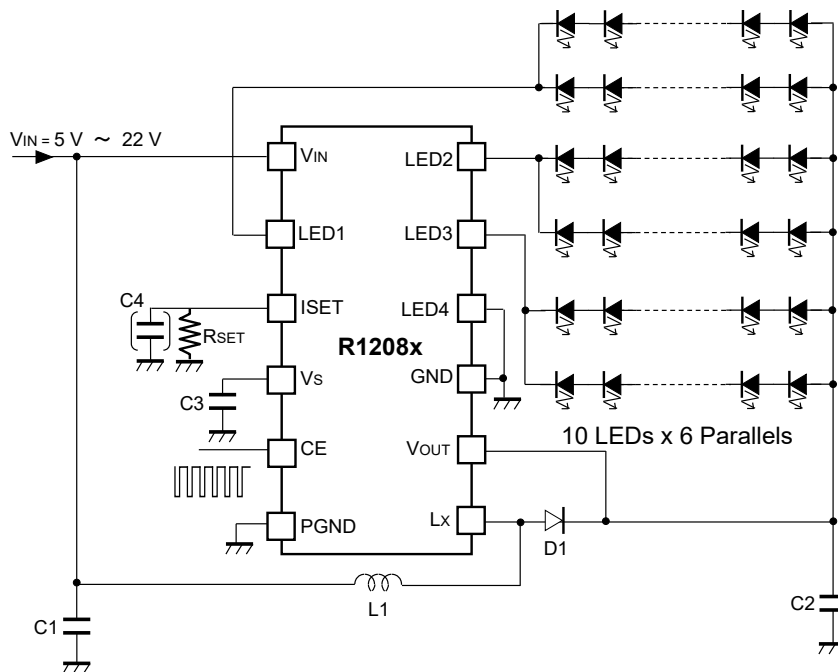 VIN = 5 V ～ 22 V
VIN
LED2
LED1
LED3
C4
RSET
ISET
LED4
R1208x
VS
GND
C3
10 LEDs x 6 Parallels
CE
VOUT
PGND
LX
D1
L1
C1
C2